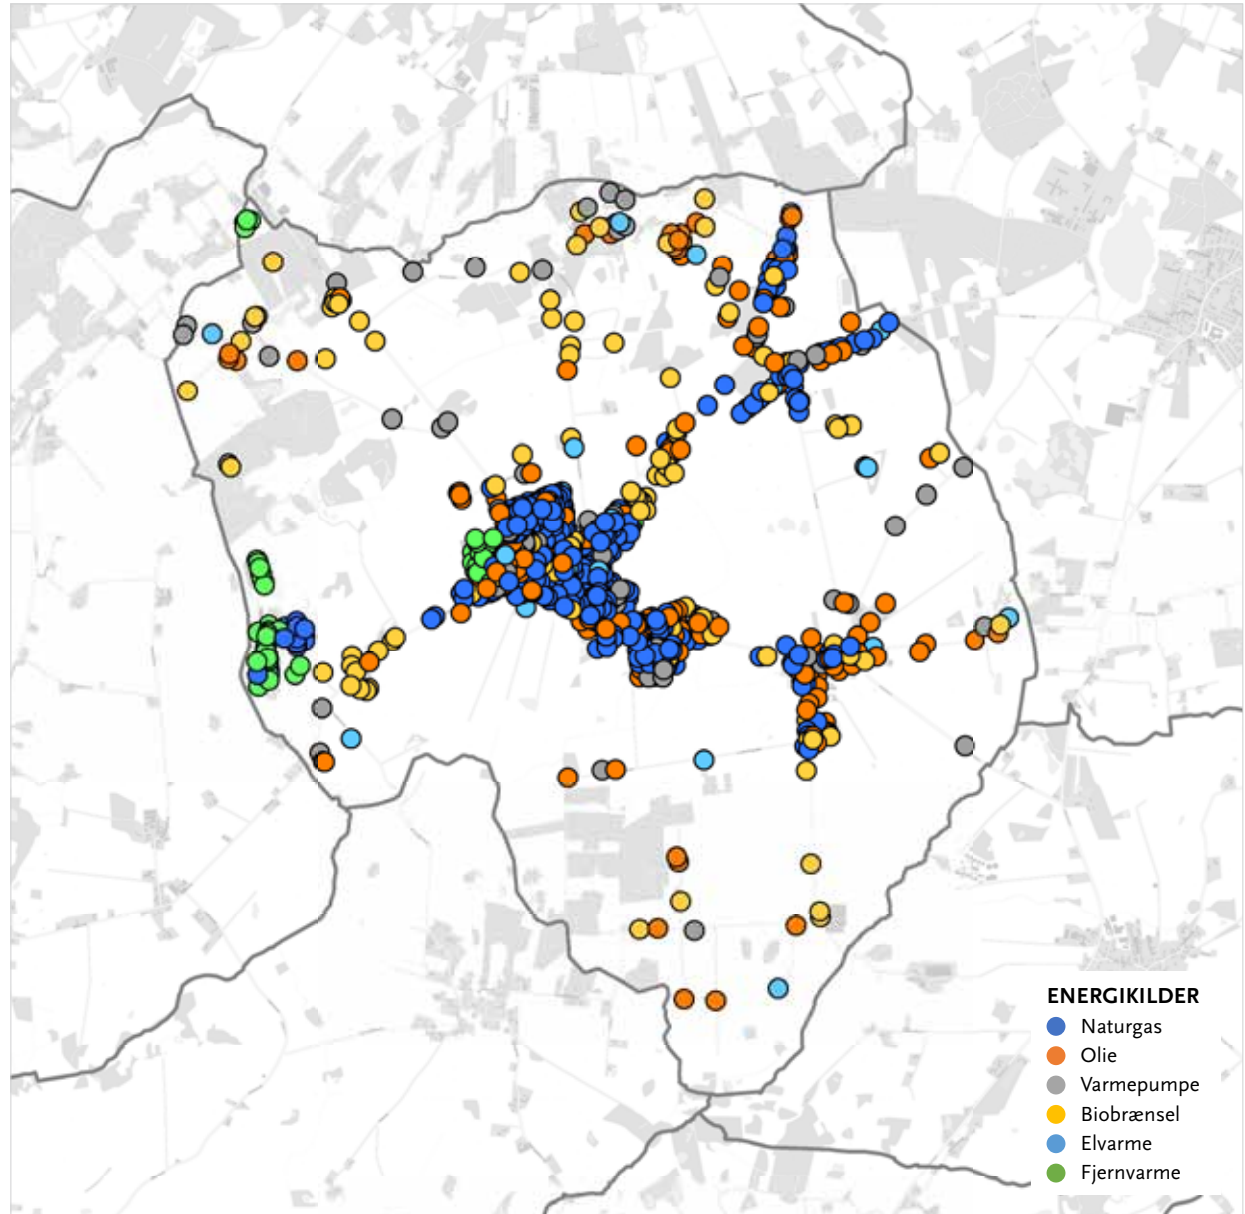 ENERGIKILDER
Naturgas
Olie
Varmepumpe
Biobrænsel
Elvarme
Fjernvarme